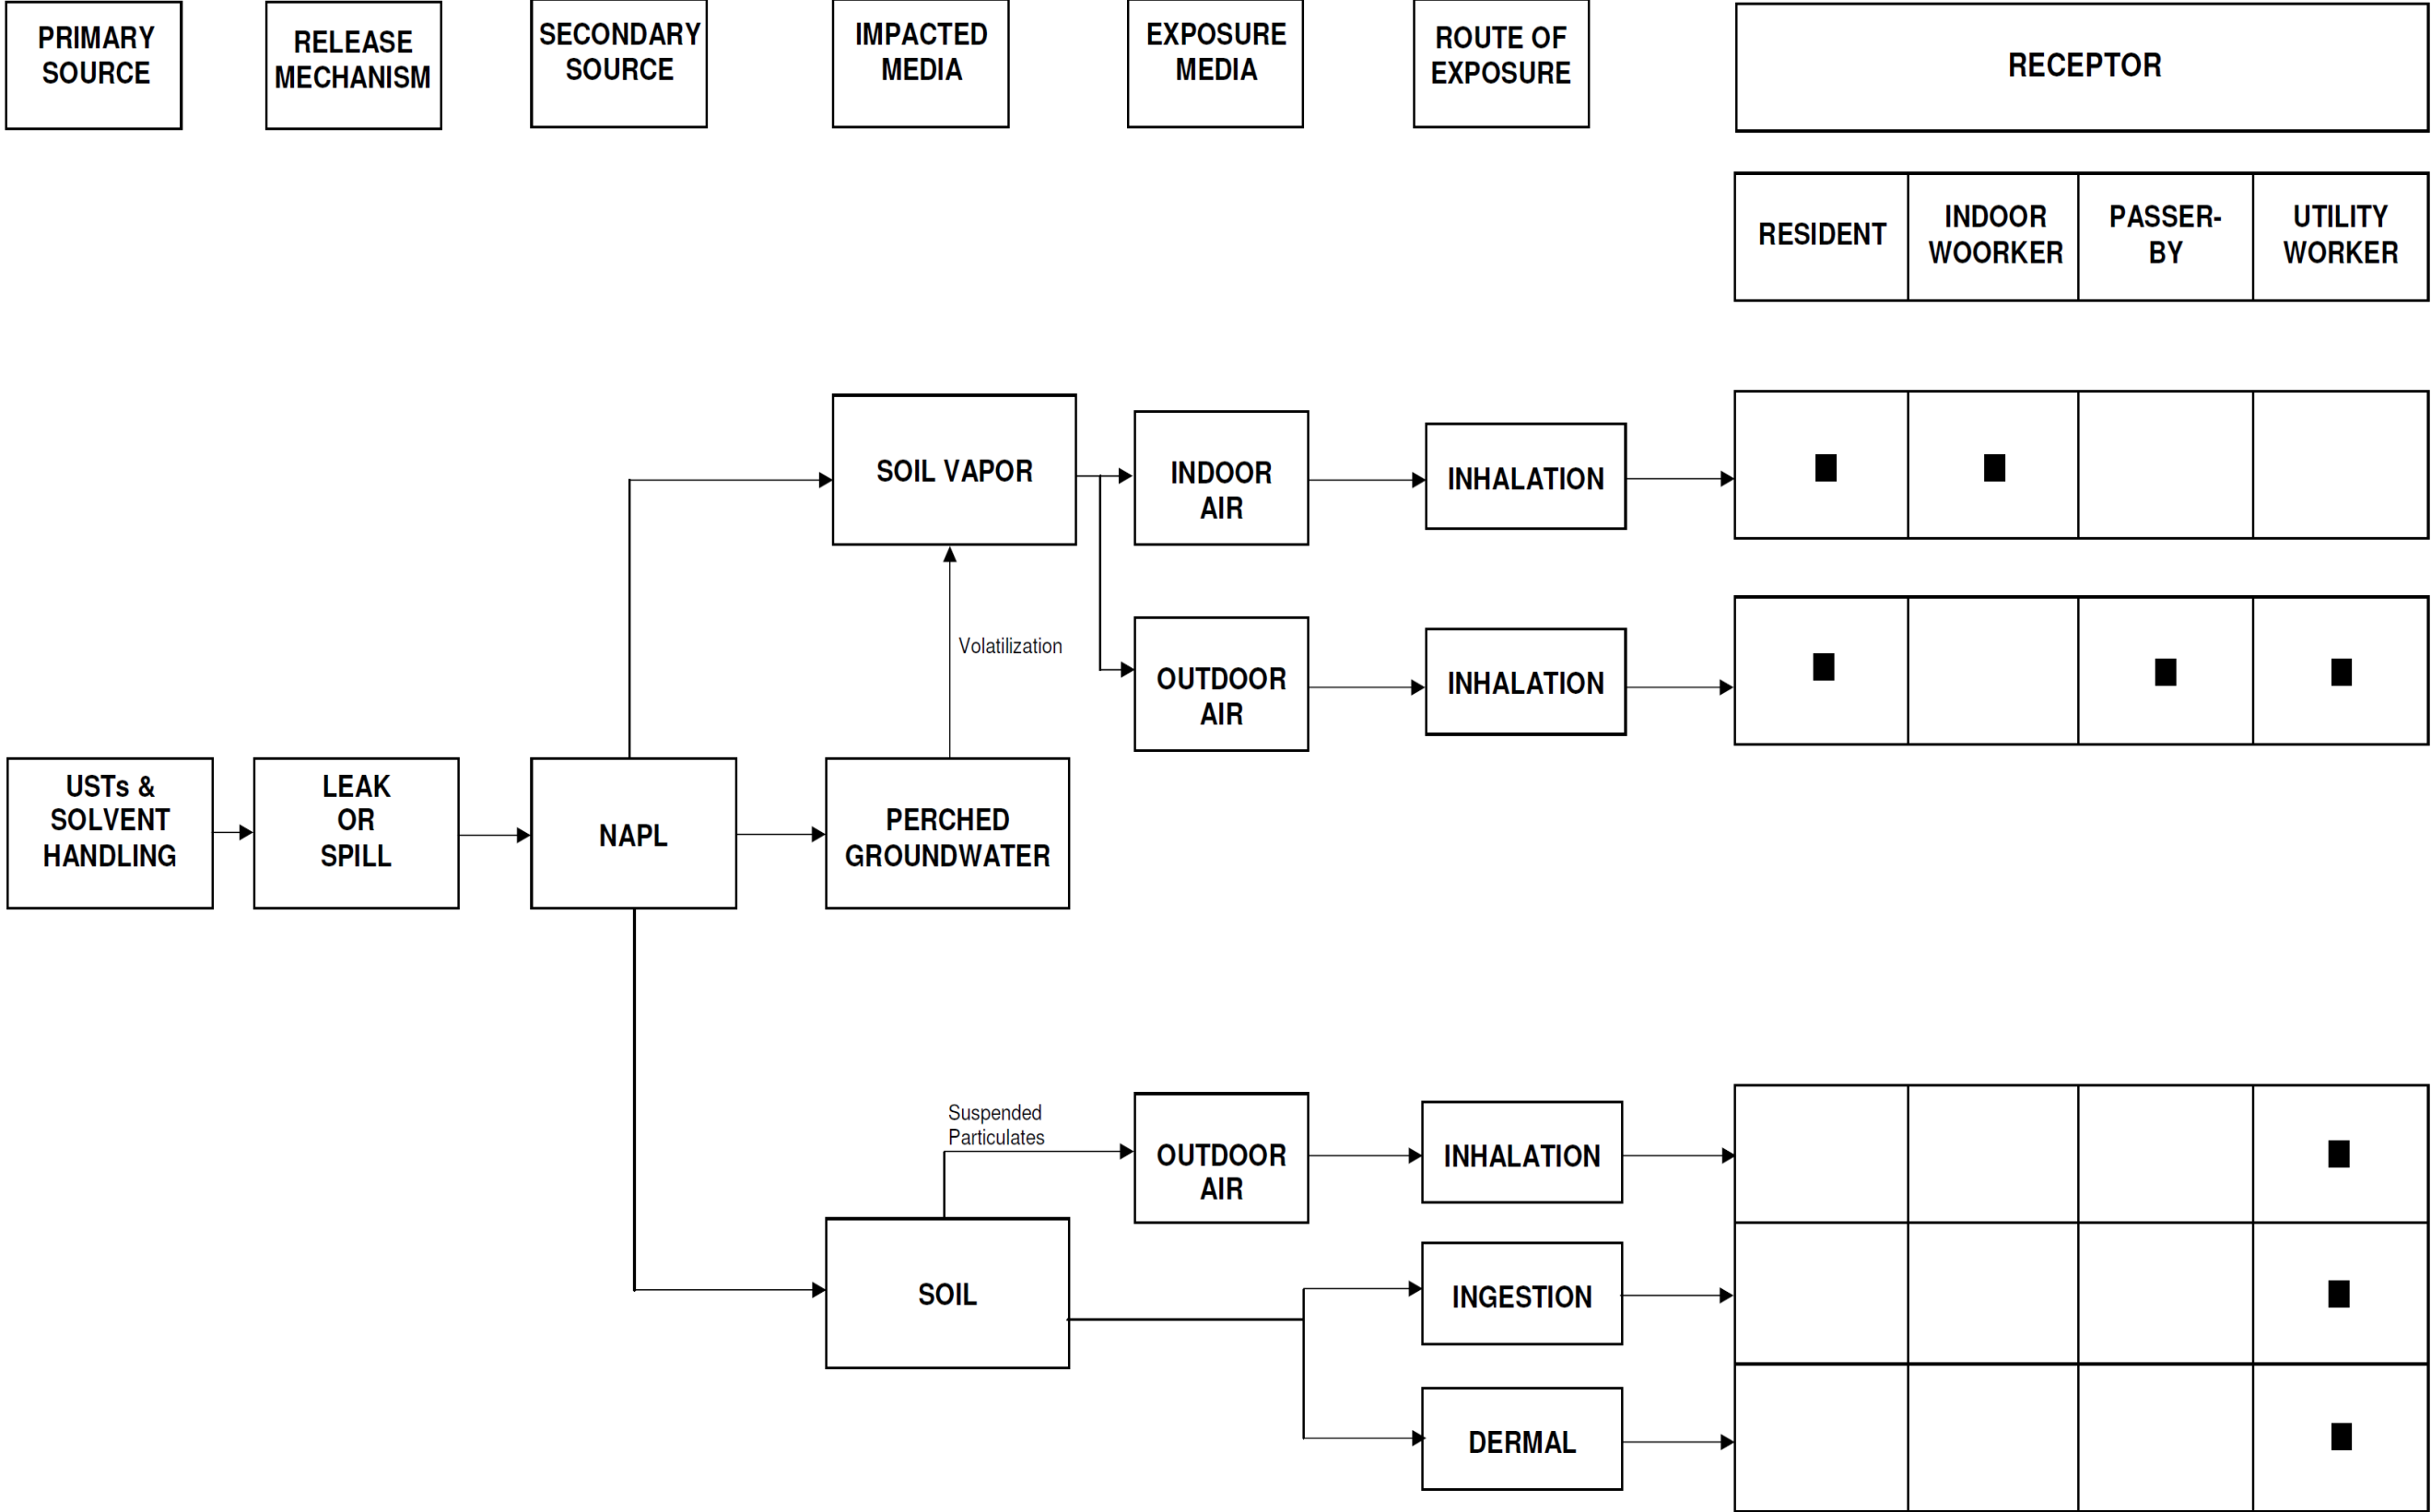 PRIMARY
SOURCE
RELEASE
MECHANISM
SECONDARY
SOURCE
IMPACTED
MEDIA
EXPOSURE
MEDIA
ROUTE OF
EXPOSURE
RECEPTOR
RESIDENT
INDOOR
WOORKER
PASSER-
BY
UTILITY
WORKER
SOIL VAPOR
INDOOR
AIR
INHALATION
Volatilization
OUTDOOR
AIR
INHALATION
USTs &
SOLVENT
HANDLING
LEAK
OR
SPILL
NAPL
PERCHED
GROUNDWATER
Suspended
Particulates
OUTDOOR
AIR
INHALATION
SOIL
INGESTION
DERMAL